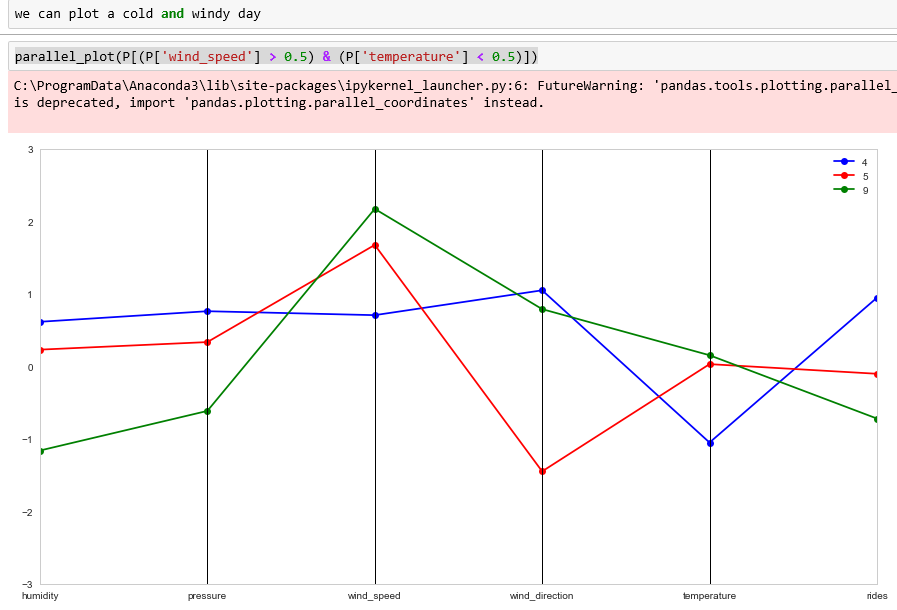 we can plot a cold and windy day
parallel_plot(P[(P['wind_speed'] > 0.5) & (P['temperature'] < 0.5)])
C:\ProgramData\Anaconda3\lib\site-packages\ipykernel_launcher.py:6: FutureWarning: 'pandas.tools.plotting.parallel_
is deprecated, import 'pandas.plotting.parallel_coordinates' instead.
3
4
5
9
2
1
0
−1
−2
−3
humidity pressure wind_speed wind_direction temperature rides